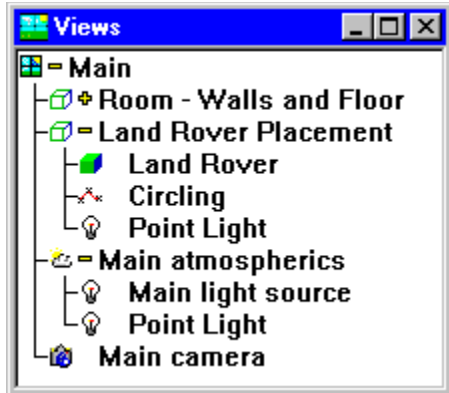 Views
Main
Room - Walls and Floor
Land Rover Placement
Land Rover
Circling
Point Light
Main atmospherics
Main light source
Point Light
Main camera